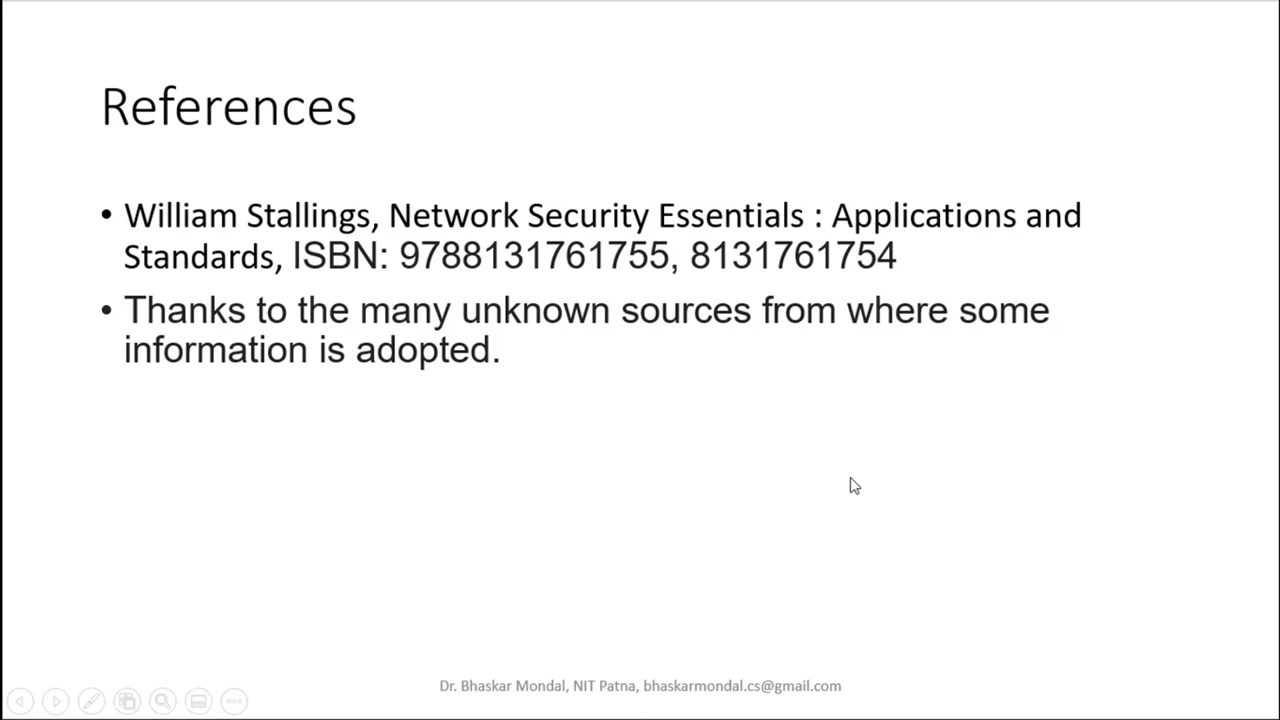 References
• William Stallings, Network Security Essentials : Applications and
Standards, ISBN: 9788131761755, 8131761754
• Thanks to the many unknown sources from where some
information is adopted.
Dr. Bhaskar Mondal, NIT Patna, bhaskarmondal.cs@gmail.com